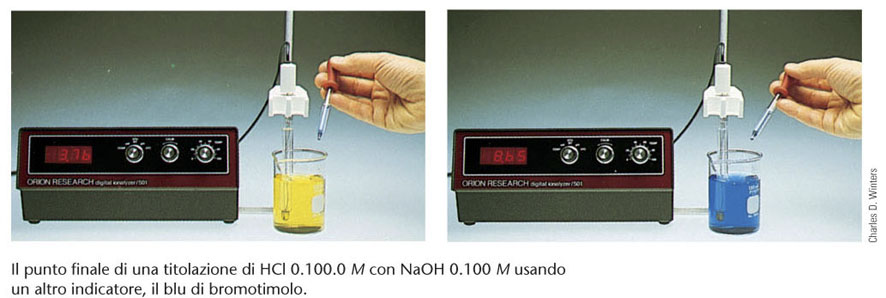 -13.76
ORION RESEARCH digital ionalyzer/501
8.65
ORION RESEARCH digital ionalyzer/501
Charles D. Winters
Il punto finale di una titolazione di HCl 0.100.0 M con NaOH 0.100 M usando
un altro indicatore, il blu di bromotimolo.